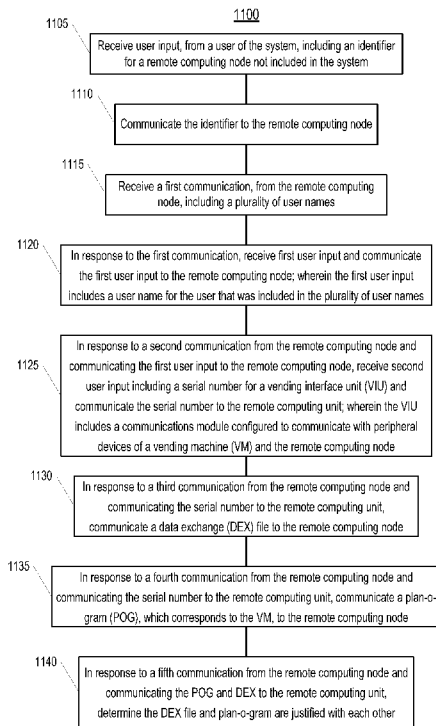 1100
1105
Receive user input, from a user of the system, including an identifier
for a remote computing node not included in the system
1110
Communicate the identifier to the remote computing node
1115
Receive a first communication, from the remote computing
node, including a plurality of user names
1120
In response to the first communication, receive first user input and communicate
the first user input to the remote computing node; wherein the first user input
includes a user name for the user that was included in the plurality of user names
1125
In response to a second communication from the remote computing node and
communicating the first user input to the remote computing node, receive second
user input including a serial number for a vending interface unit (VIU) and
communicate the serial number to the remote computing unit; wherein the VIU
includes a communications module configured to communicate with peripheral
devices of a vending machine (VM) and the remote computing node
1130
In response to a third communication from the remote computing node and
communicating the serial number to the remote computing unit,
communicate a data exchange (DEX) file to the remote computing node
1135
In response to a fourth communication from the remote computing node and
communicating the serial number to the remote computing unit, communicate a plan-o-
gram (POG), which corresponds to the VM, to the remote computing node
1140
In response to a fifth communication from the remote computing node and
communicating the POG and DEX to the remote computing unit,
determine the DEX file and plan-o-gram are justified with each other